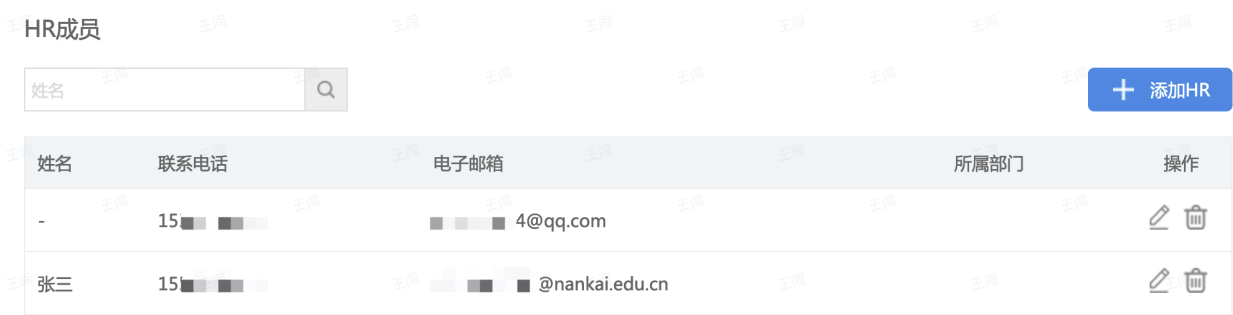 HR成员
姓名
添加HR
姓名 联系电话 电子邮箱 所属部门 操作
- 15 4@qq.com
张三 15 @nankai.edu.cn